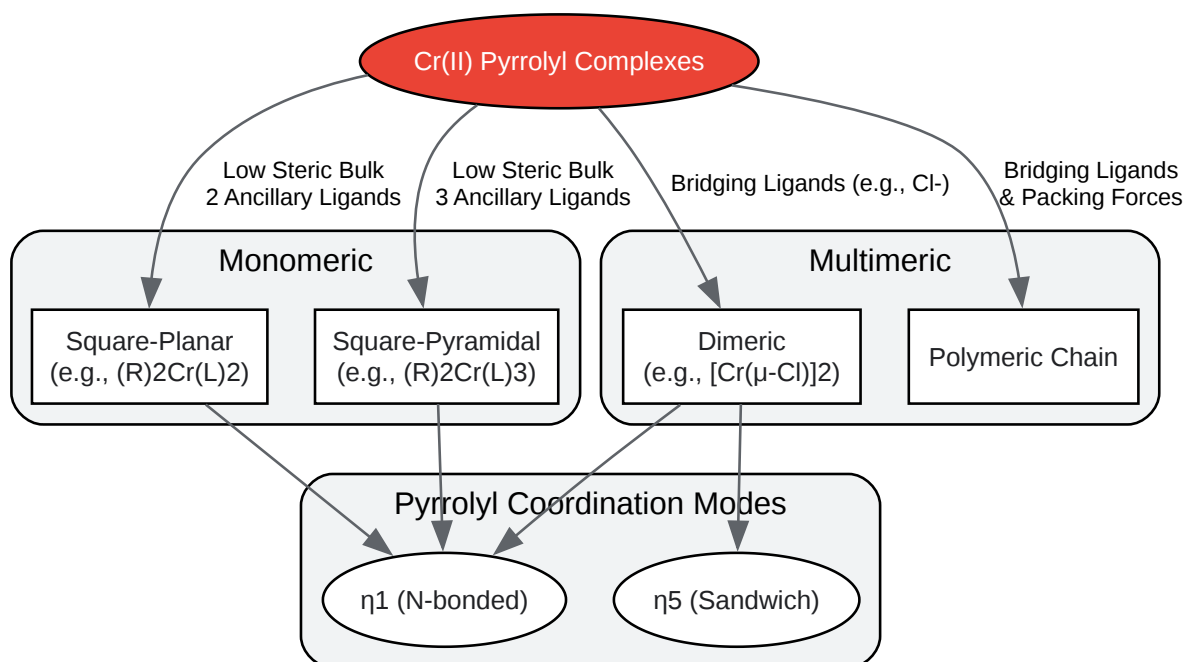 Cr(II) Pyrrolyl Complexes
Low Steric Bulk
2 Ancillary Ligands
Low Steric Bulk
3 Ancillary Ligands
Bridging Ligands (e.g., Cl-)
Bridging Ligands
& Packing Forces
Monomeric
Multimeric
Square-Planar
(e.g., (R)2Cr(L)2)
Square-Pyramidal
(e.g., (R)2Cr(L)3)
Dimeric
(e.g., [Cr(μ-Cl)]2)
Polymeric Chain
Pyrrolyl Coordination Modes
η1 (N-bonded)
η5 (Sandwich)